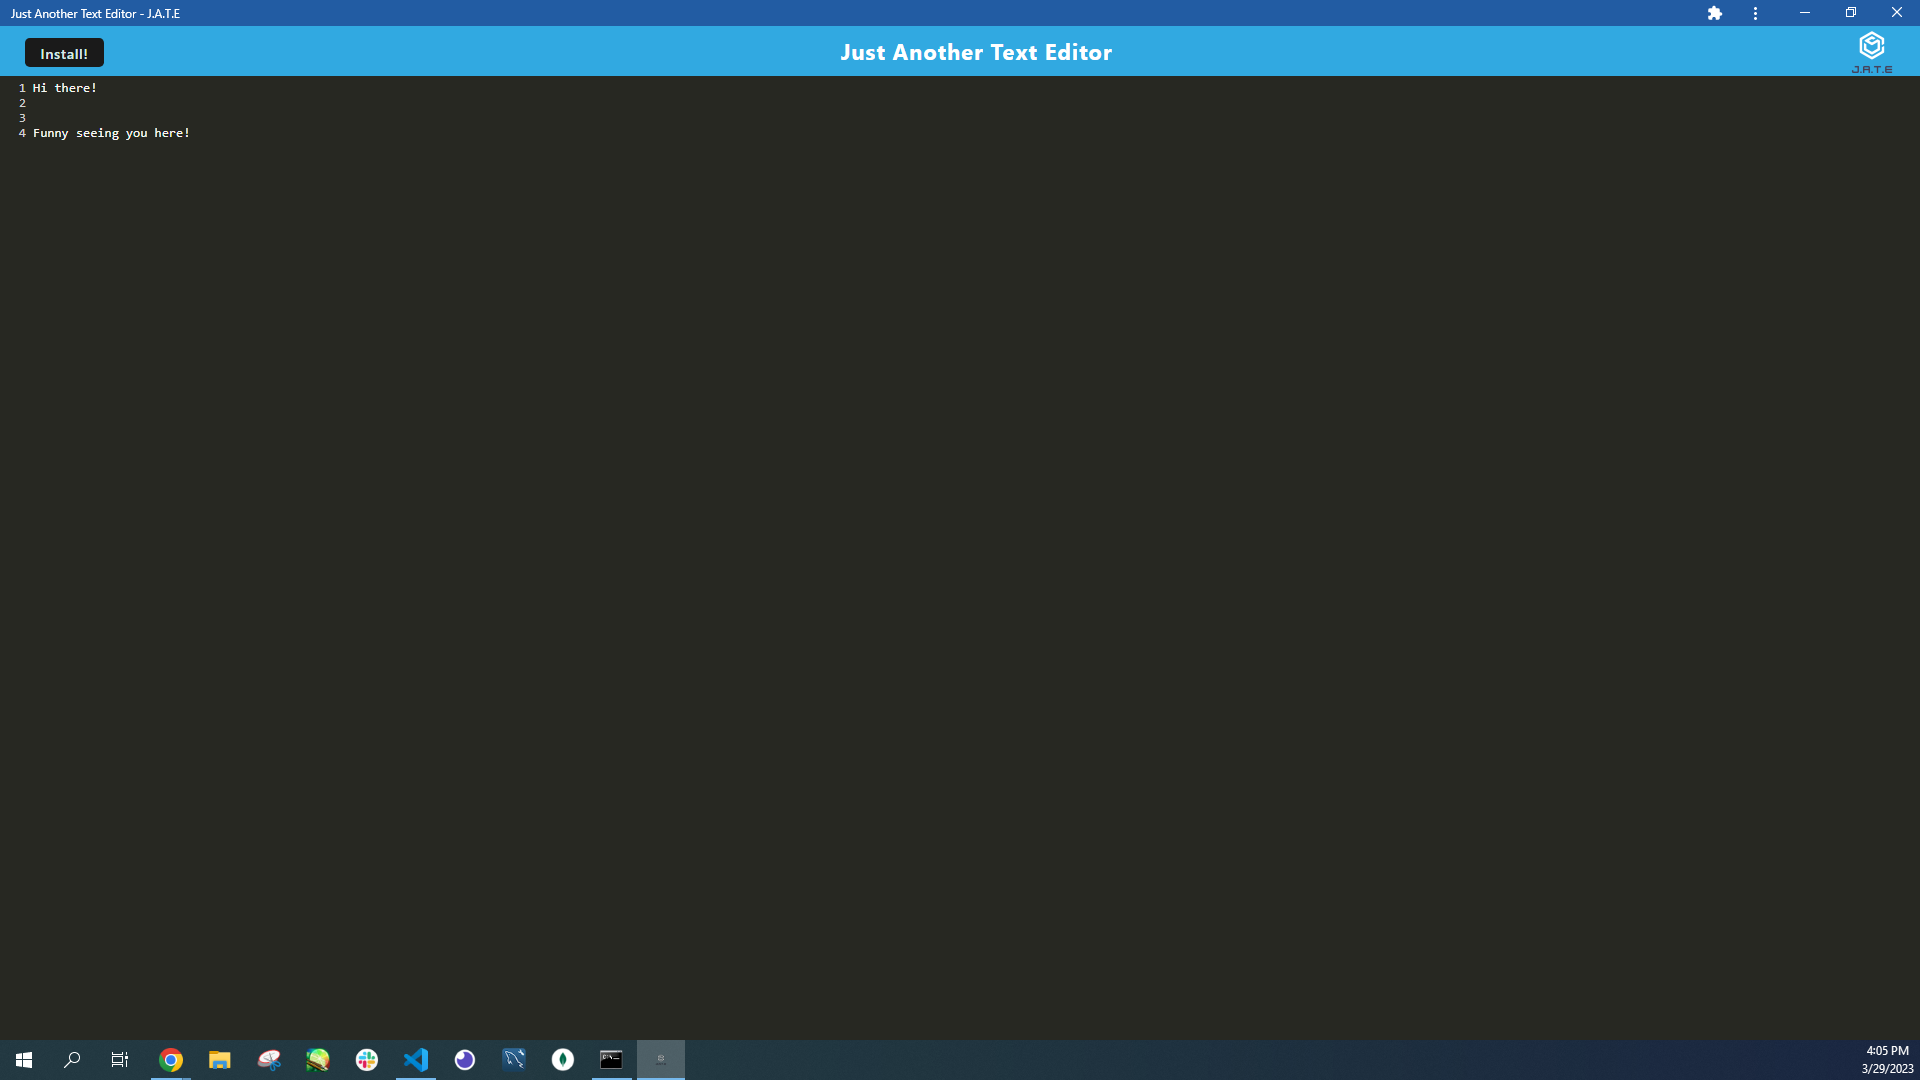 Just Another Text Editor - J.A.T.E
Install!
Just Another Text Editor
J.A.T.E
1 Hi there!
2
3
4 Funny seeing you here!
4:05 PM
3/29/2023